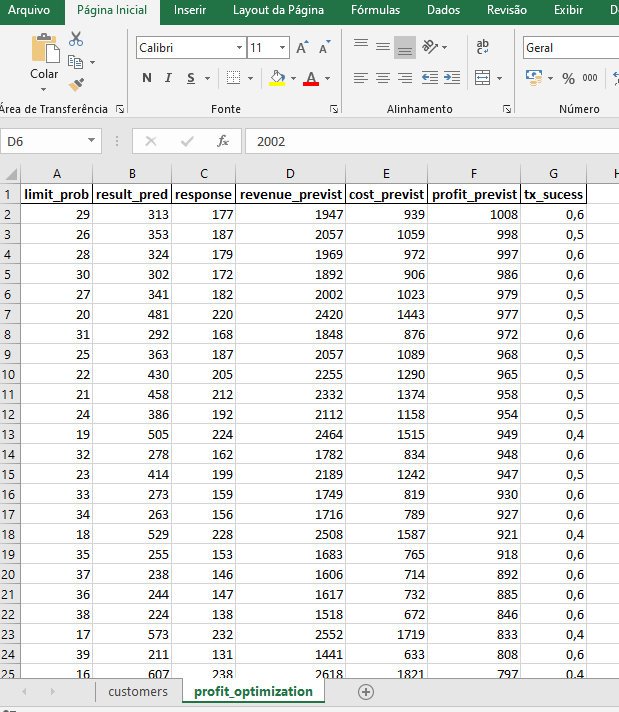 Arquivo Página Inicial Inserir Layout da Página Fórmulas Dados Revisão Exibir
Colar Calibri 11 A A ab Geral
N I S A % 000
Área de Transferência Fonte Alinhamento Número
D6 fx 2002
A B C D E F G
1 limit_prob result_pred response revenue_previst cost_previst profit_previst tx_sucess
2 29 313 177 1947 939 1008 0,6
3 26 353 187 2057 1059 998 0,5
4 28 324 179 1969 972 997 0,6
5 30 302 172 1892 906 986 0,6
6 27 341 182 2002 1023 979 0,5
7 20 481 220 2420 1443 977 0,5
8 31 292 168 1848 876 972 0,6
9 25 363 187 2057 1089 968 0,5
10 22 430 205 2255 1290 965 0,5
11 21 458 212 2332 1374 958 0,5
12 24 386 192 2112 1158 954 0,5
13 19 505 224 2464 1515 949 0,4
14 32 278 162 1782 834 948 0,6
15 23 414 199 2189 1242 947 0,5
16 33 273 159 1749 819 930 0,6
17 34 263 156 1716 789 927 0,6
18 18 529 228 2508 1587 921 0,4
19 35 255 153 1683 765 918 0,6
20 37 238 146 1606 714 892 0,6
21 36 244 147 1617 732 885 0,6
22 38 224 138 1518 672 846 0,6
23 17 573 232 2552 1719 833 0,4
24 39 211 131 1441 633 808 0,6
25 16 607 238 2618 1821 797 0,4
customers profit_optimization